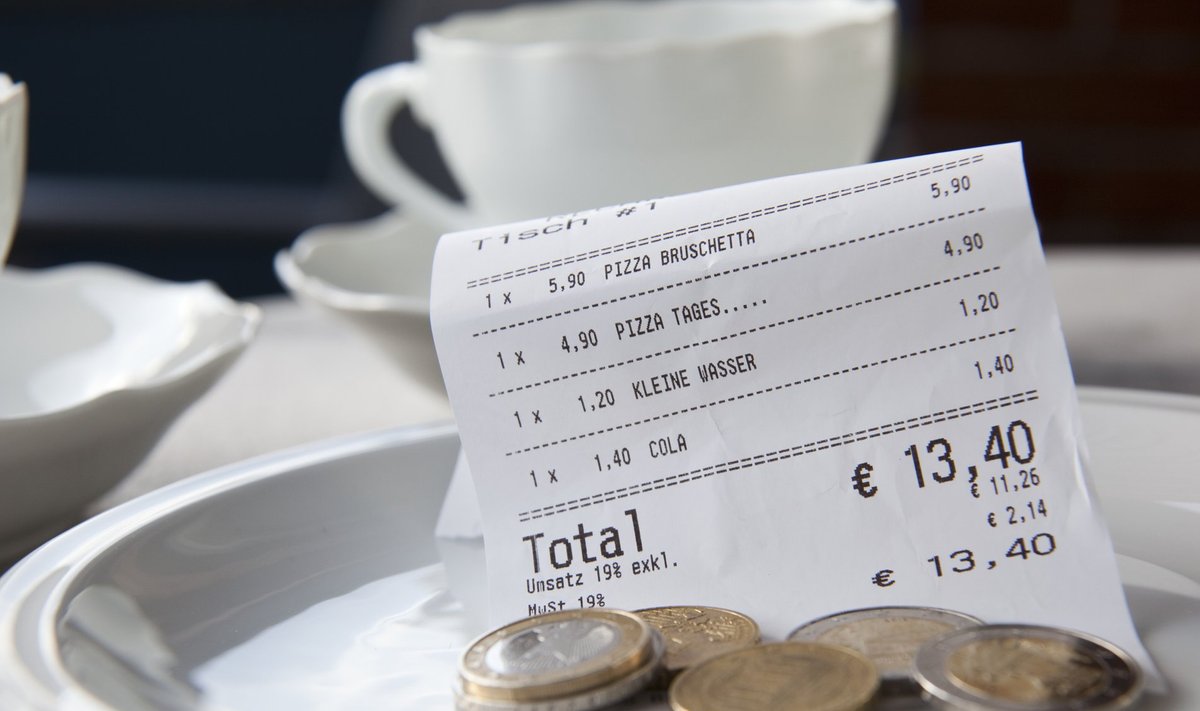 Tisch #1
1 x 5,90 PIZZA BRUSCHETTA 5,90
1 x 4,90 PIZZA TAGES..... 4,90
1 x 1,20 KLEINE WASSER 1,20
1 x 1,40 COLA 1,40
Total € 13,40
Umsatz 19% exkl. € 11,26
MwSt 19% € 2,14
€ 13,40